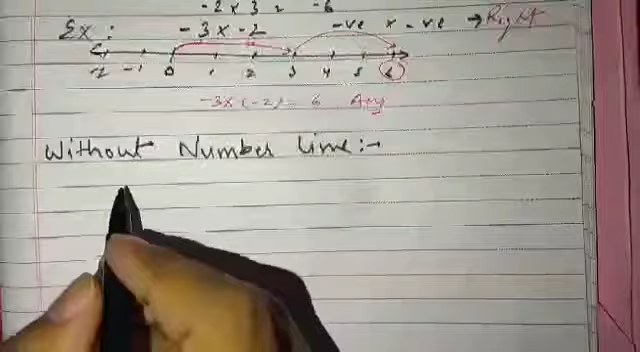 -2 x 3 = -6
Ex: -3 x -2 -ve x -ve → Right
-2 -1 0 1 2 3 4 5 6
-3x(-2) = 6 Ans
Without Number line:-